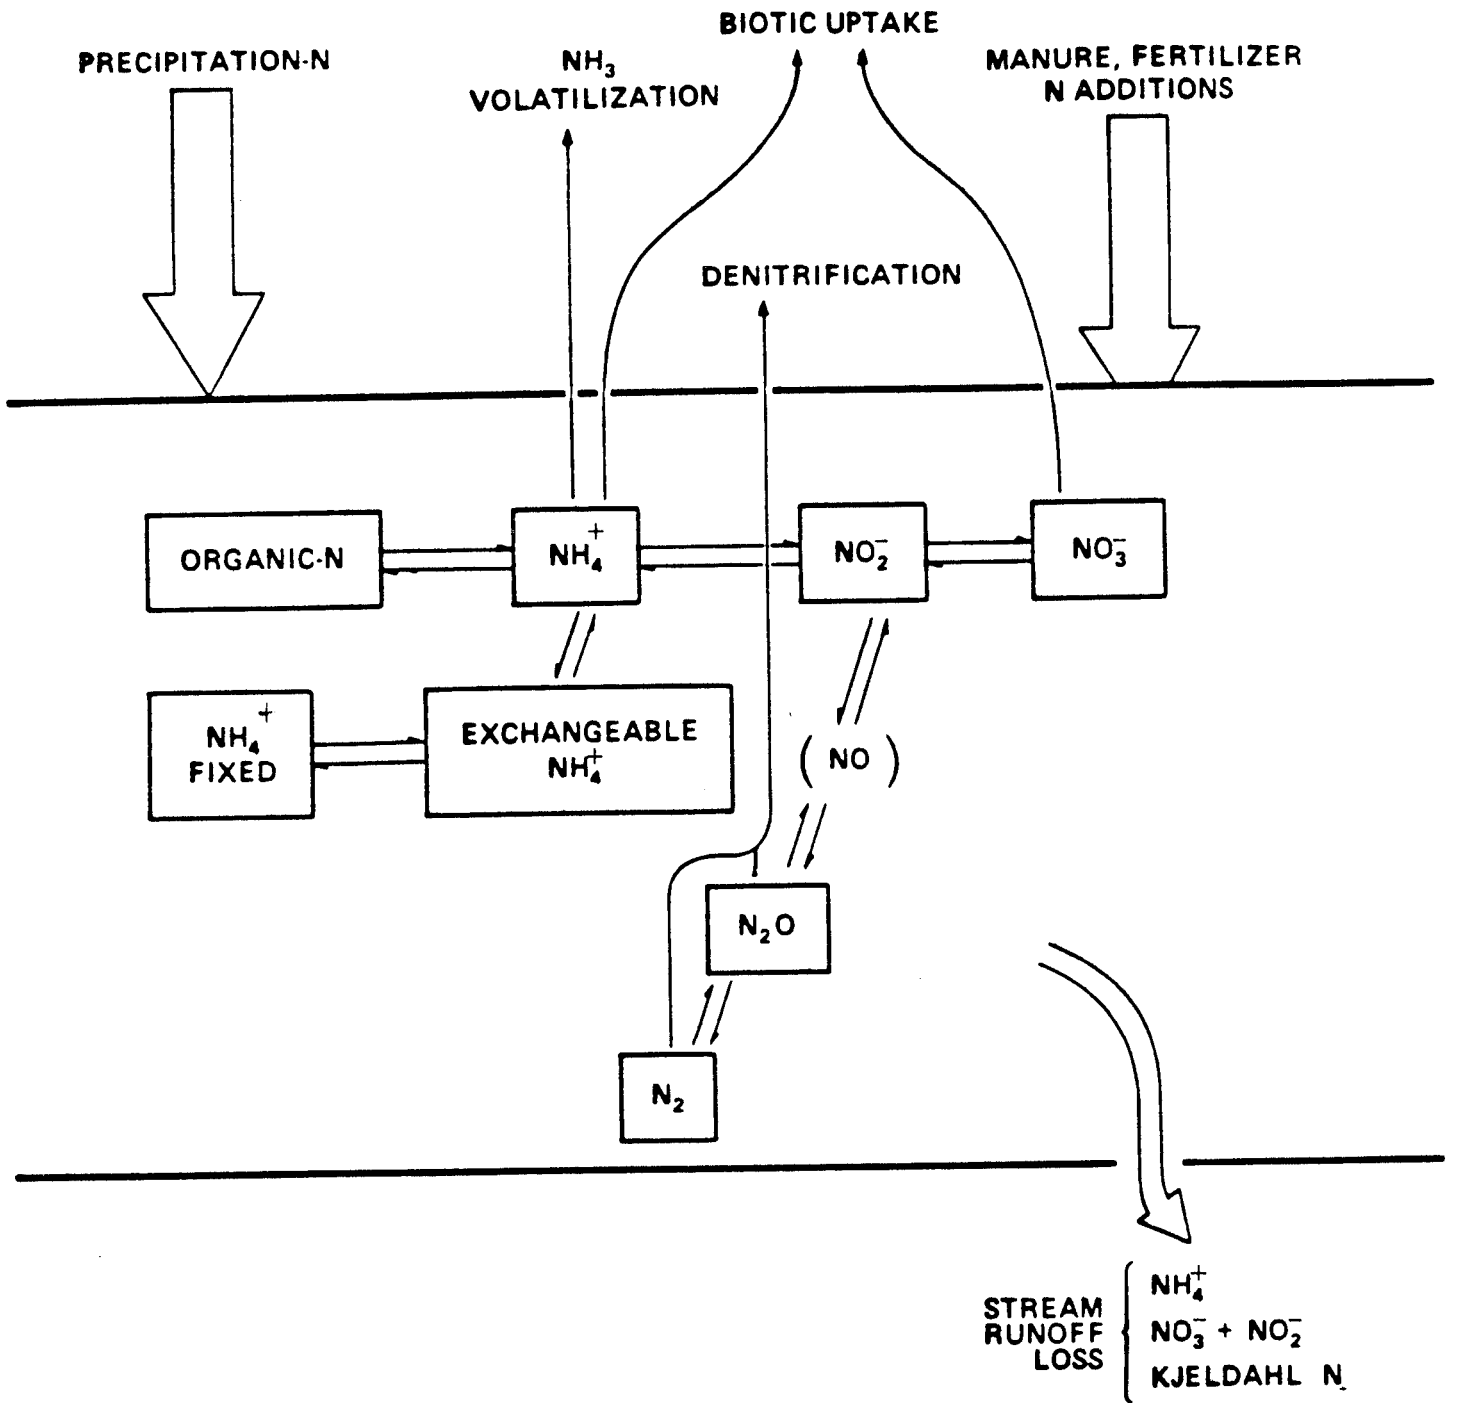 BIOTIC UPTAKE
PRECIPITATION-N
NH₃
VOLATILIZATION
MANURE, FERTILIZER
N ADDITIONS
DENITRIFICATION
ORGANIC-N
NH₄⁺
NO₂⁻
NO₃⁻
NH₄⁺
FIXED
EXCHANGEABLE
NH₄⁺
(NO)
N₂O
N₂
STREAM
RUNOFF
LOSS
NH₄⁺
NO₃⁻ + NO₂⁻
KJELDAHL N